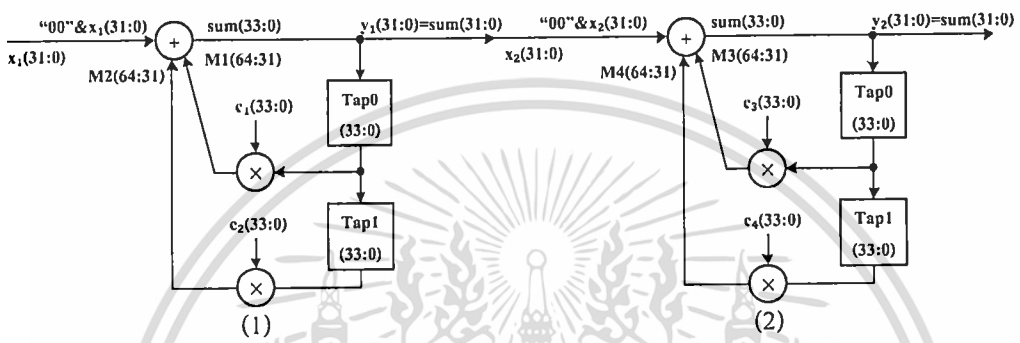 "00"&x₁(31:0)
sum(33:0)
y₁(31:0)=sum(31:0)
"00"&x₂(31:0)
sum(33:0)
y₂(31:0)=sum(31:0)
+
+
x₁(31:0)
M1(64:31)
x₂(31:0)
M3(64:31)
M2(64:31)
M4(64:31)
Tap0
(33:0)
Tap0
(33:0)
c₁(33:0)
c₃(33:0)
×
×
Tap1
(33:0)
Tap1
(33:0)
c₂(33:0)
c₄(33:0)
×
×
(1)
(2)